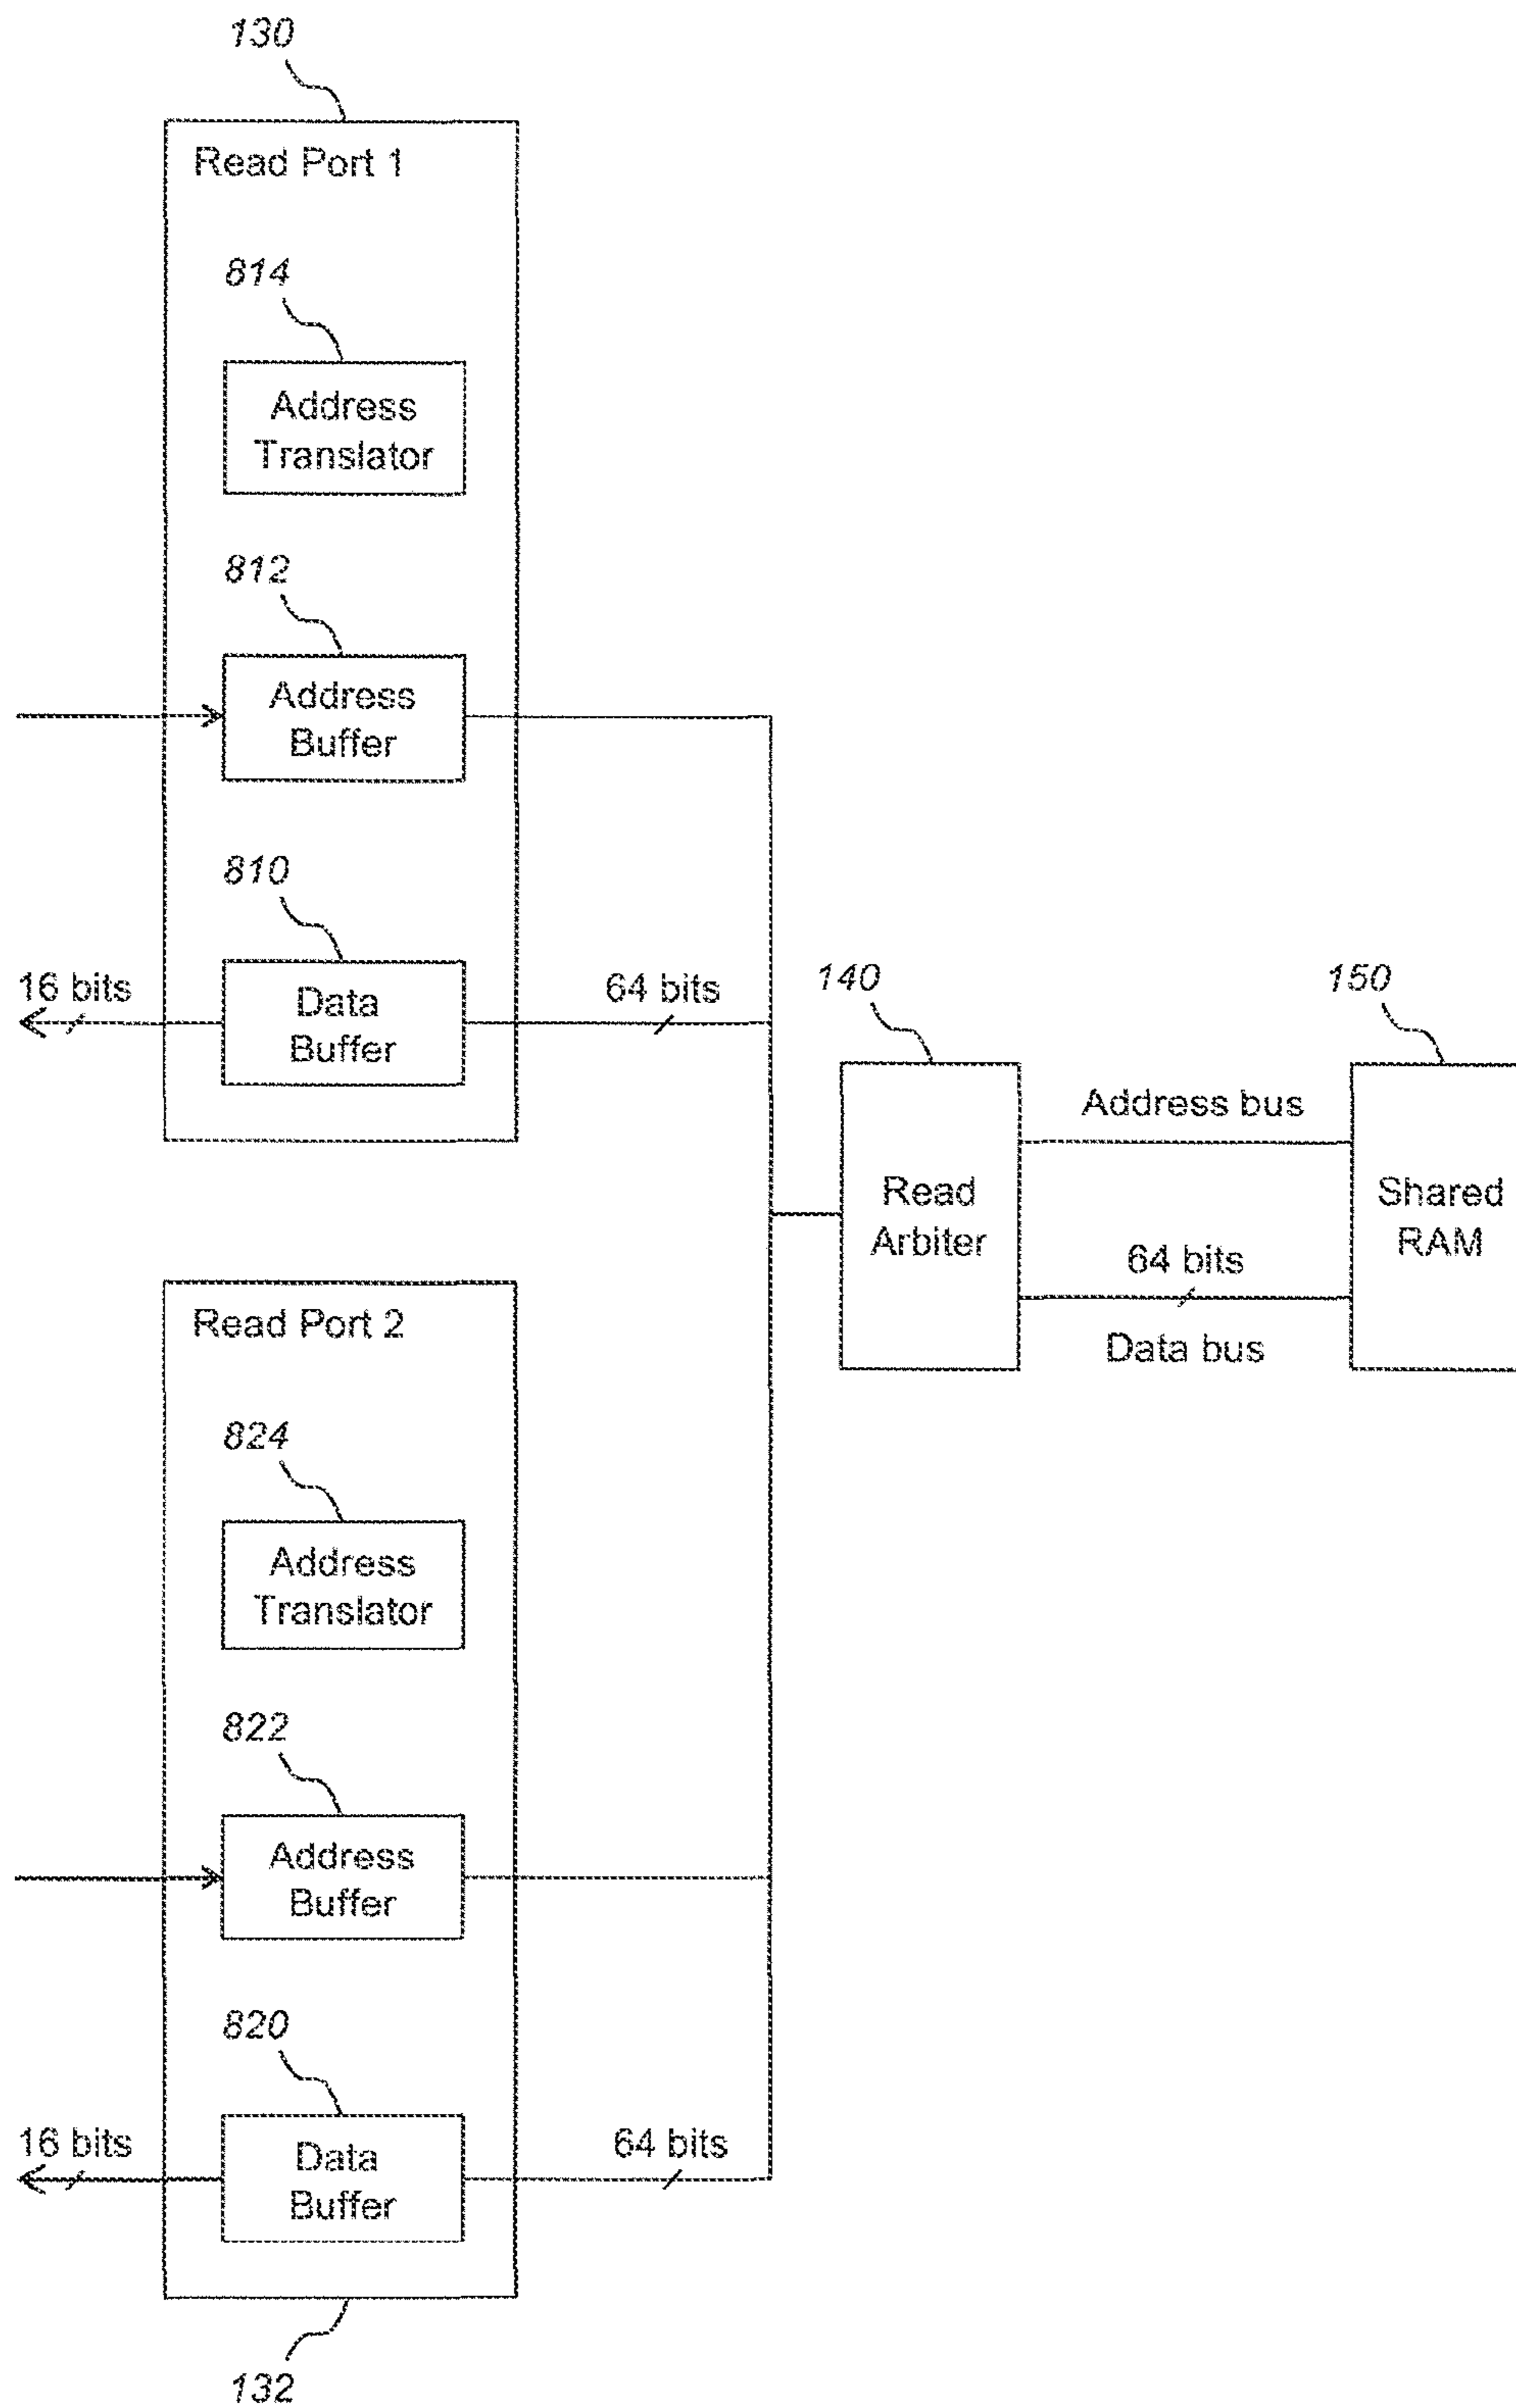 130
Read Port 1
814
Address
Translator
812
Address
Buffer
810
16 bits
Data
Buffer
64 bits
140
150
Address bus
Read
Arbiter
Shared
RAM
64 bits
Data bus
Read Port 2
824
Address
Translator
822
Address
Buffer
820
16 bits
Data
Buffer
64 bits
132